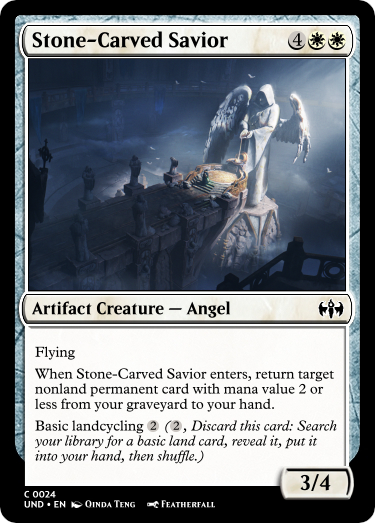 Stone-Carved Savior 4
Artifact Creature — Angel
Flying
When Stone-Carved Savior enters, return target
nonland permanent card with mana value 2 or
less from your graveyard to your hand.
Basic landcycling 2 (2, Discard this card: Search
your library for a basic land card, reveal it, put it
into your hand, then shuffle.)
3/4
C 0024
UND • EN Oinda Teng Featherfall